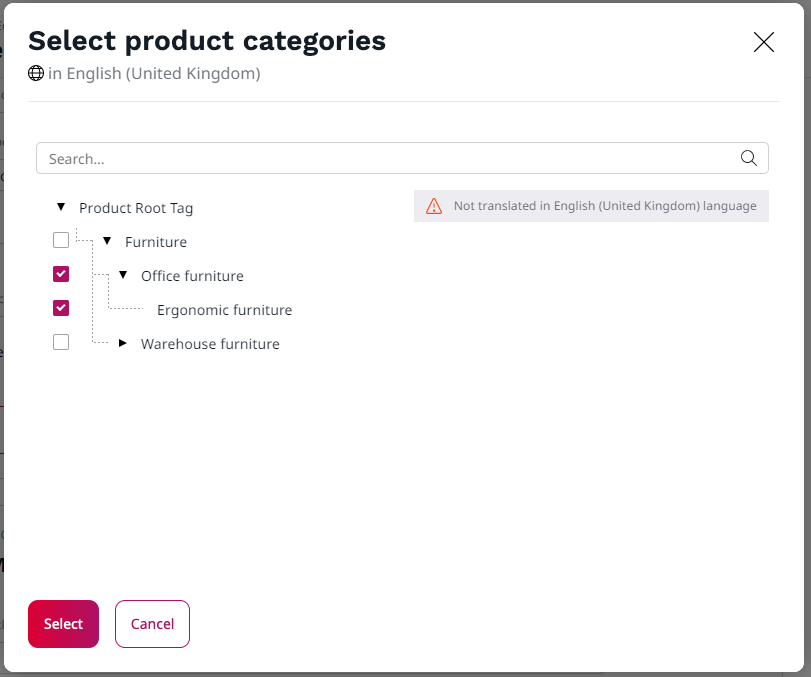 Select product categories
in English (United Kingdom)
Search...
Product Root Tag
Not translated in English (United Kingdom) language
Furniture
Office furniture
Ergonomic furniture
Warehouse furniture
Select
Cancel